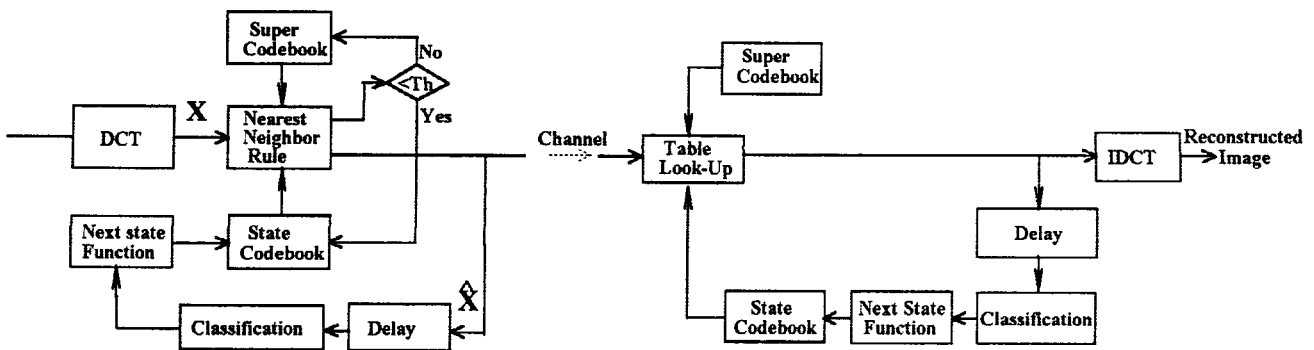 Super
Codebook
No
<Th
Yes
X
DCT
Nearest
Neighbor
Rule
Next state
Function
State
Codebook
X̂
Classification
Delay
Channel
Super
Codebook
Table
Look-Up
IDCT
Reconstructed
Image
Delay
State
Codebook
Next State
Function
Classification